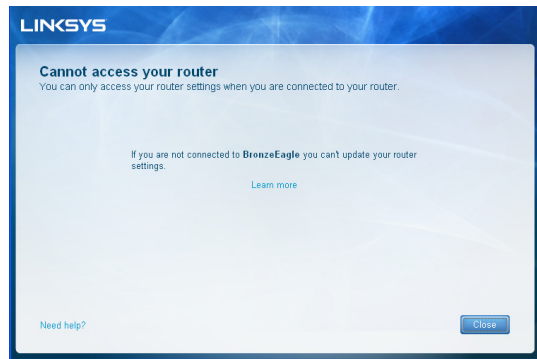 LINKSYS
Cannot access your router
You can only access your router settings when you are connected to your router.
If you are not connected to BronzeEagle you can't update your router
settings.
Learn more
Need help?
Close